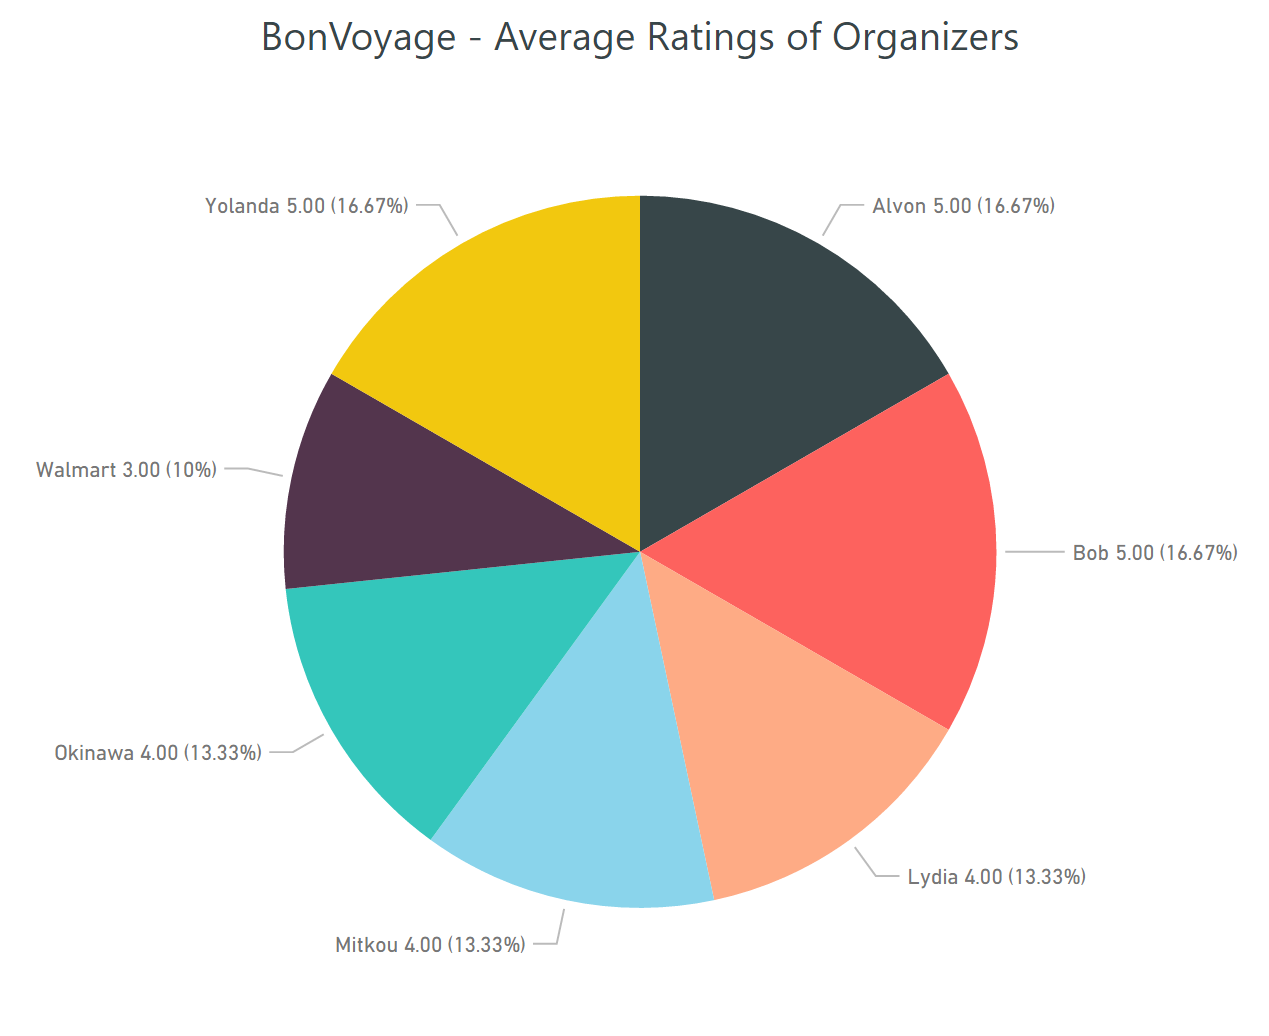 BonVoyage - Average Ratings of Organizers
Yolanda 5.00 (16.67%)
Alvon 5.00 (16.67%)
Walmart 3.00 (10%)
Bob 5.00 (16.67%)
Okinawa 4.00 (13.33%)
Lydia 4.00 (13.33%)
Mitkou 4.00 (13.33%)